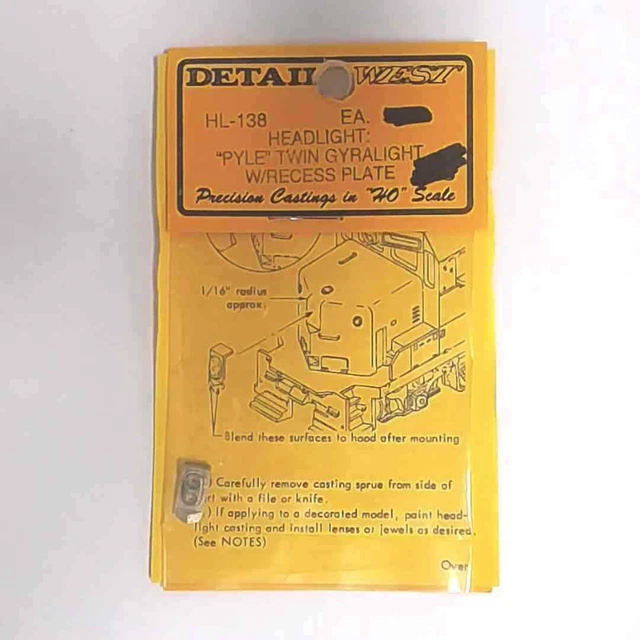 DETAIL WEST
HL-138 EA.
HEADLIGHT:
"PYLE" TWIN GYRALIGHT
W/RECESS PLATE
Precision Castings in "HO" Scale
1/16" radius
approx.
Blend these surfaces to hood after mounting
) Carefully remove casting sprue from side of
rt with a file or knife.
) If applying to a decorated model, paint head-
light casting and install lenses or jewels as desired.
(See NOTES)
Over